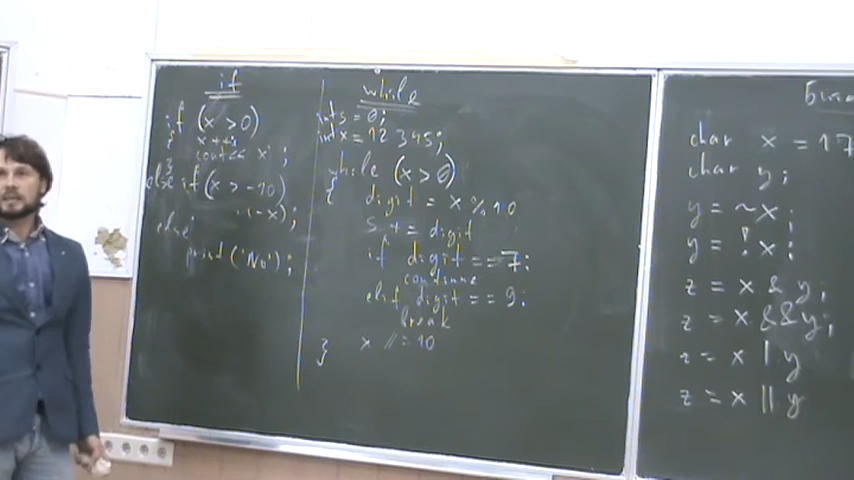 if
if (x > 0)
{ x++;
cout << x ;
}
else if (x > -10)
(-x);
else
print ('No');
while
int s = 0;
int x = 12345;
while (x > 0)
{
digit = x % 10
s += digit
if digit == 7:
continue
elif digit == 9:
break
x //= 10
}
char x = 17
char y;
y = ~x;
y = !x;
z = x & y;
z = x && y;
z = x | y
z = x || y